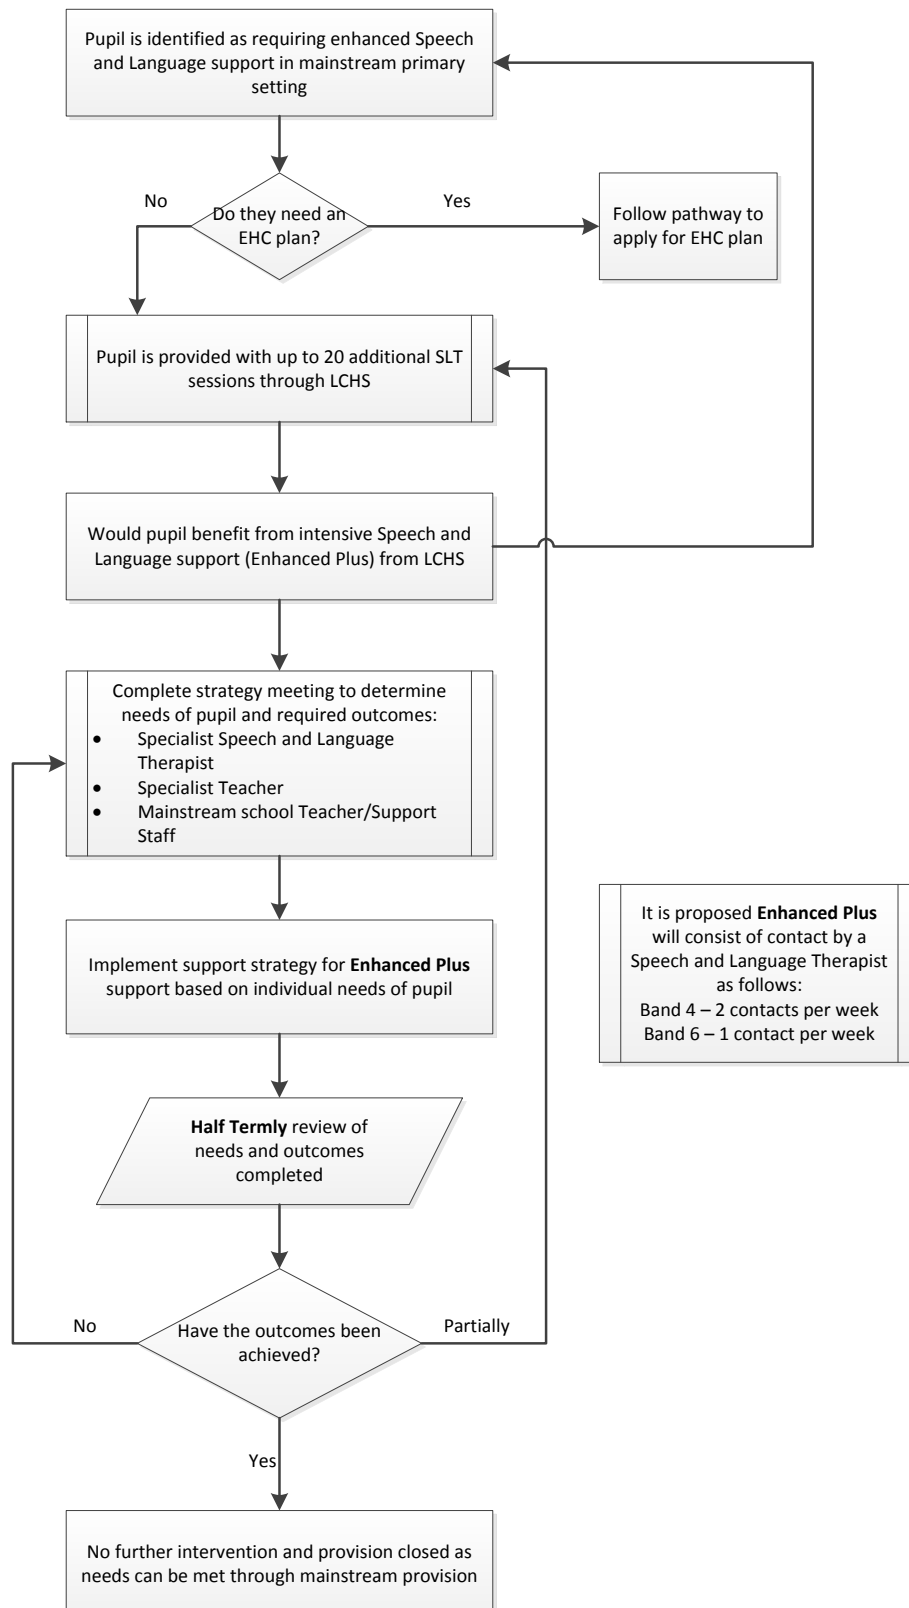 Pupil is identified as requiring enhanced Speech
and Language support in mainstream primary
setting
No
Yes
Do they need an
EHC plan?
Follow pathway to
apply for EHC plan
Pupil is provided with up to 20 additional SLT
sessions through LCHS
Would pupil benefit from intensive Speech and
Language support (Enhanced Plus) from LCHS
Complete strategy meeting to determine
needs of pupil and required outcomes:
• Specialist Speech and Language
Therapist
• Specialist Teacher
• Mainstream school Teacher/Support
Staff
It is proposed Enhanced Plus
will consist of contact by a
Speech and Language Therapist
as follows:
Band 4 – 2 contacts per week
Band 6 – 1 contact per week
Implement support strategy for Enhanced Plus
support based on individual needs of pupil
Half Termly review of
needs and outcomes
completed
No
Partially
Have the outcomes been
achieved?
Yes
No further intervention and provision closed as
needs can be met through mainstream provision